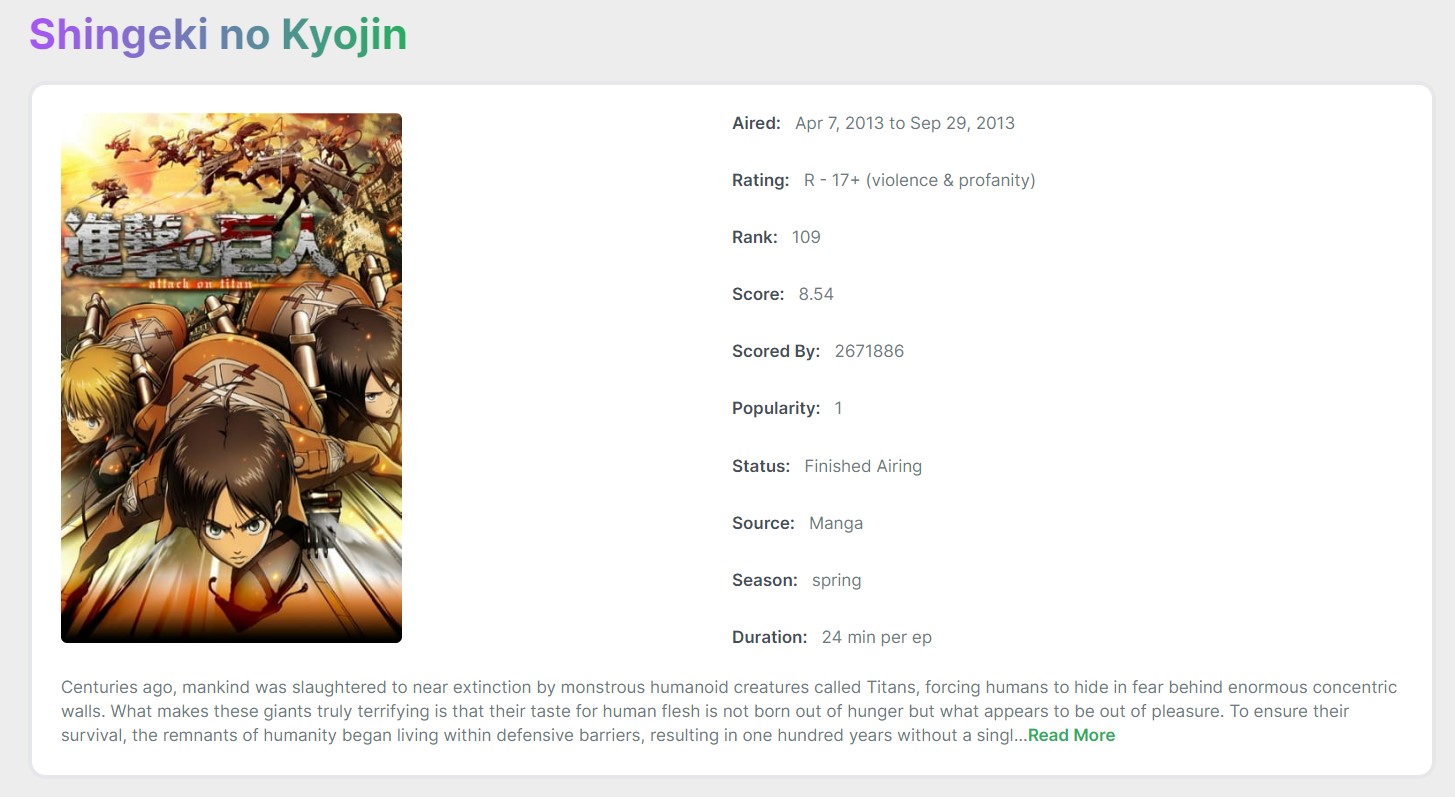 Shingeki no Kyojin
進撃の巨人
attack on titan
Aired: Apr 7, 2013 to Sep 29, 2013
Rating: R - 17+ (violence & profanity)
Rank: 109
Score: 8.54
Scored By: 2671886
Popularity: 1
Status: Finished Airing
Source: Manga
Season: spring
Duration: 24 min per ep
Centuries ago, mankind was slaughtered to near extinction by monstrous humanoid creatures called Titans, forcing humans to hide in fear behind enormous concentric
walls. What makes these giants truly terrifying is that their taste for human flesh is not born out of hunger but what appears to be out of pleasure. To ensure their
survival, the remnants of humanity began living within defensive barriers, resulting in one hundred years without a singl...Read More